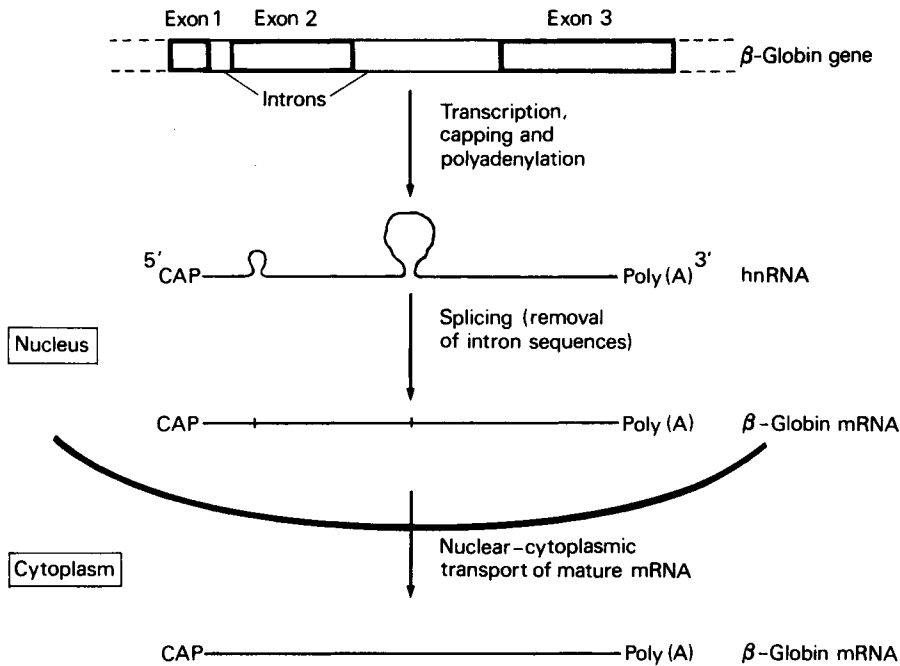 Exon 1 Exon 2 Exon 3
β-Globin gene
Introns
Transcription,
capping and
polyadenylation
5' CAP Poly (A) 3' hnRNA
Splicing (removal
of intron sequences)
Nucleus
CAP Poly (A) β-Globin mRNA
Nuclear-cytoplasmic
transport of mature mRNA
Cytoplasm
CAP Poly (A) β-Globin mRNA